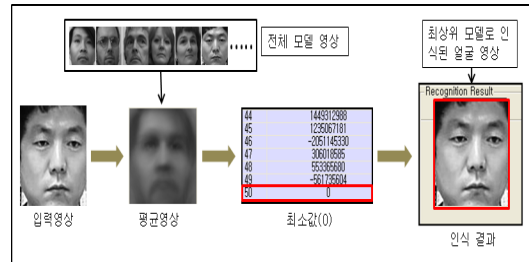 전체 모델 영상
최상위 모델로 인
식된 얼굴 영상
Recognition Result
44 1449312988
45 1235067181
46 -2051145330
47 306018585
48 553365680
49 -561735604
50 0
입력영상
평균영상
최소값(0)
인식 결과